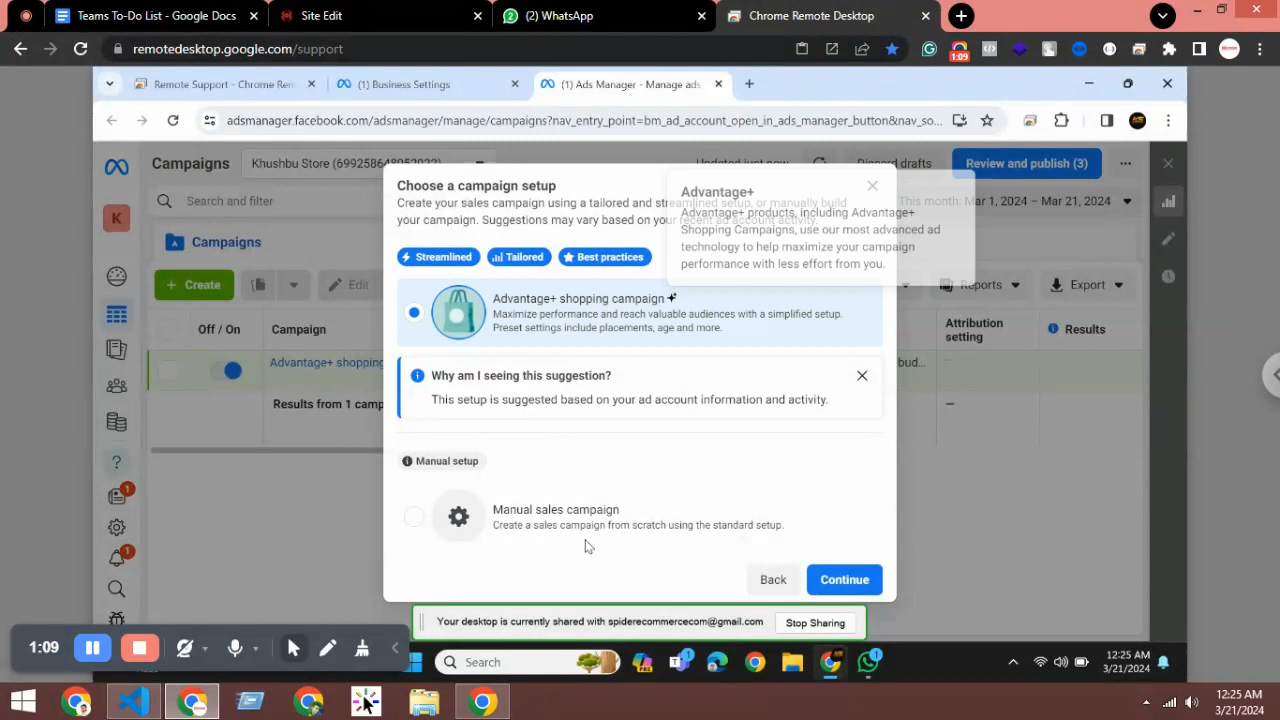 Teams To-Do List - Google Docs
Site Edit
(1) WhatsApp
Chrome Remote Desktop
remotedesktop.google.com/support
1:09
Remote Support - Chrome Rem
(1) Business Settings
(1) Ads Manager - Manage ads
adsmanager.facebook.com/adsmanager/manage/campaigns?nav_entry_point=bm_ad_account_open_in_ads_manager_button&nav_so...
Campaigns
Khushbu Store
Updated just now
Discard drafts
Review and publish (3)
Search and filter
This month: Mar 1, 2024 – Mar 21, 2024
K
Campaigns
Create
Edit
Reports
Export
Off / On
Campaign
Attribution
setting
Results
Advantage+ shopping
bud...
Results from 1 camp
—
Choose a campaign setup
Create your sales campaign using a tailored and streamlined setup, or manually build
your campaign. Suggestions may vary based on your recent ad account activity.
Advantage+
Advantage+ products, including Advantage+
Shopping Campaigns, use our most advanced ad
technology to help maximize your campaign
performance with less effort from you.
Streamlined
Tailored
Best practices
Advantage+ shopping campaign
Maximize performance and reach valuable audiences with a simplified setup.
Preset settings include placements, age and more.
Why am I seeing this suggestion?
This setup is suggested based on your ad account information and activity.
Manual setup
Manual sales campaign
Create a sales campaign from scratch using the standard setup.
Back
Continue
1
1
Your desktop is currently shared with spiderecommercecom@gmail.com
Stop Sharing
1:09
Search
1
1
12:25 AM
3/21/2024
12:25 AM
3/21/2024